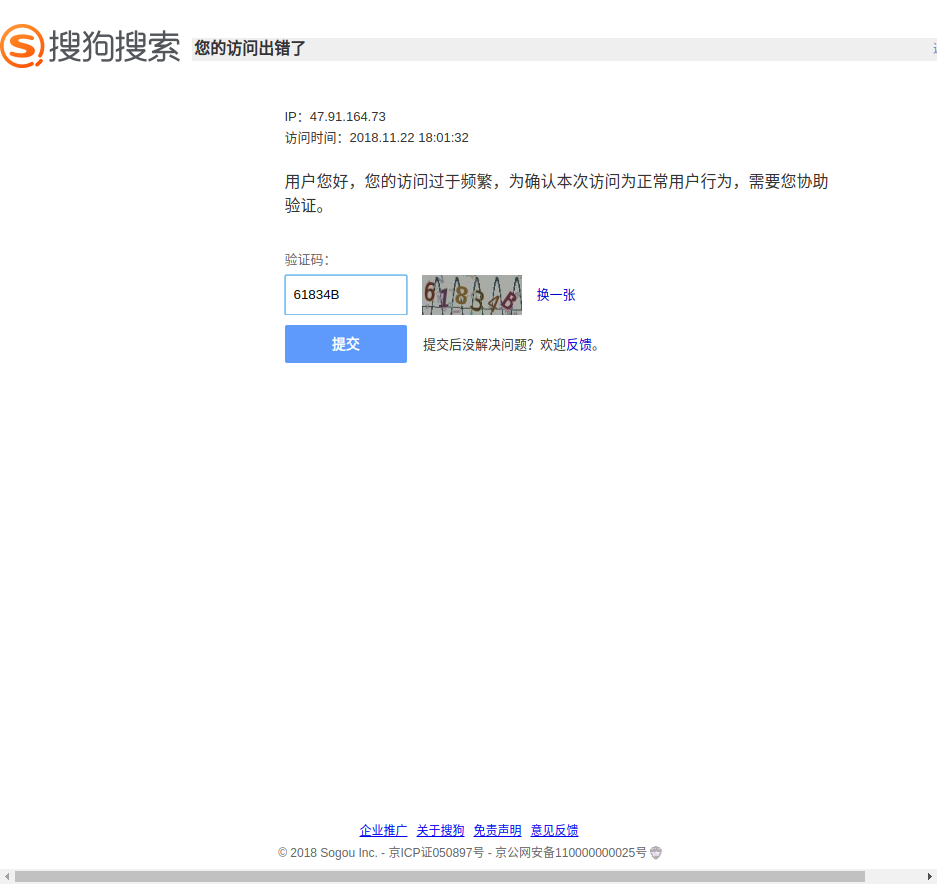 搜狗搜索 您的访问出错了
IP：47.91.164.73
访问时间：2018.11.22 18:01:32
用户您好，您的访问过于频繁，为确认本次访问为正常用户行为，需要您协助
验证。
验证码：
61834B 61834B 换一张
提交 提交后没解决问题？欢迎反馈。
企业推广 关于搜狗 免责声明 意见反馈
© 2018 Sogou Inc. - 京ICP证050897号 - 京公网安备110000000025号